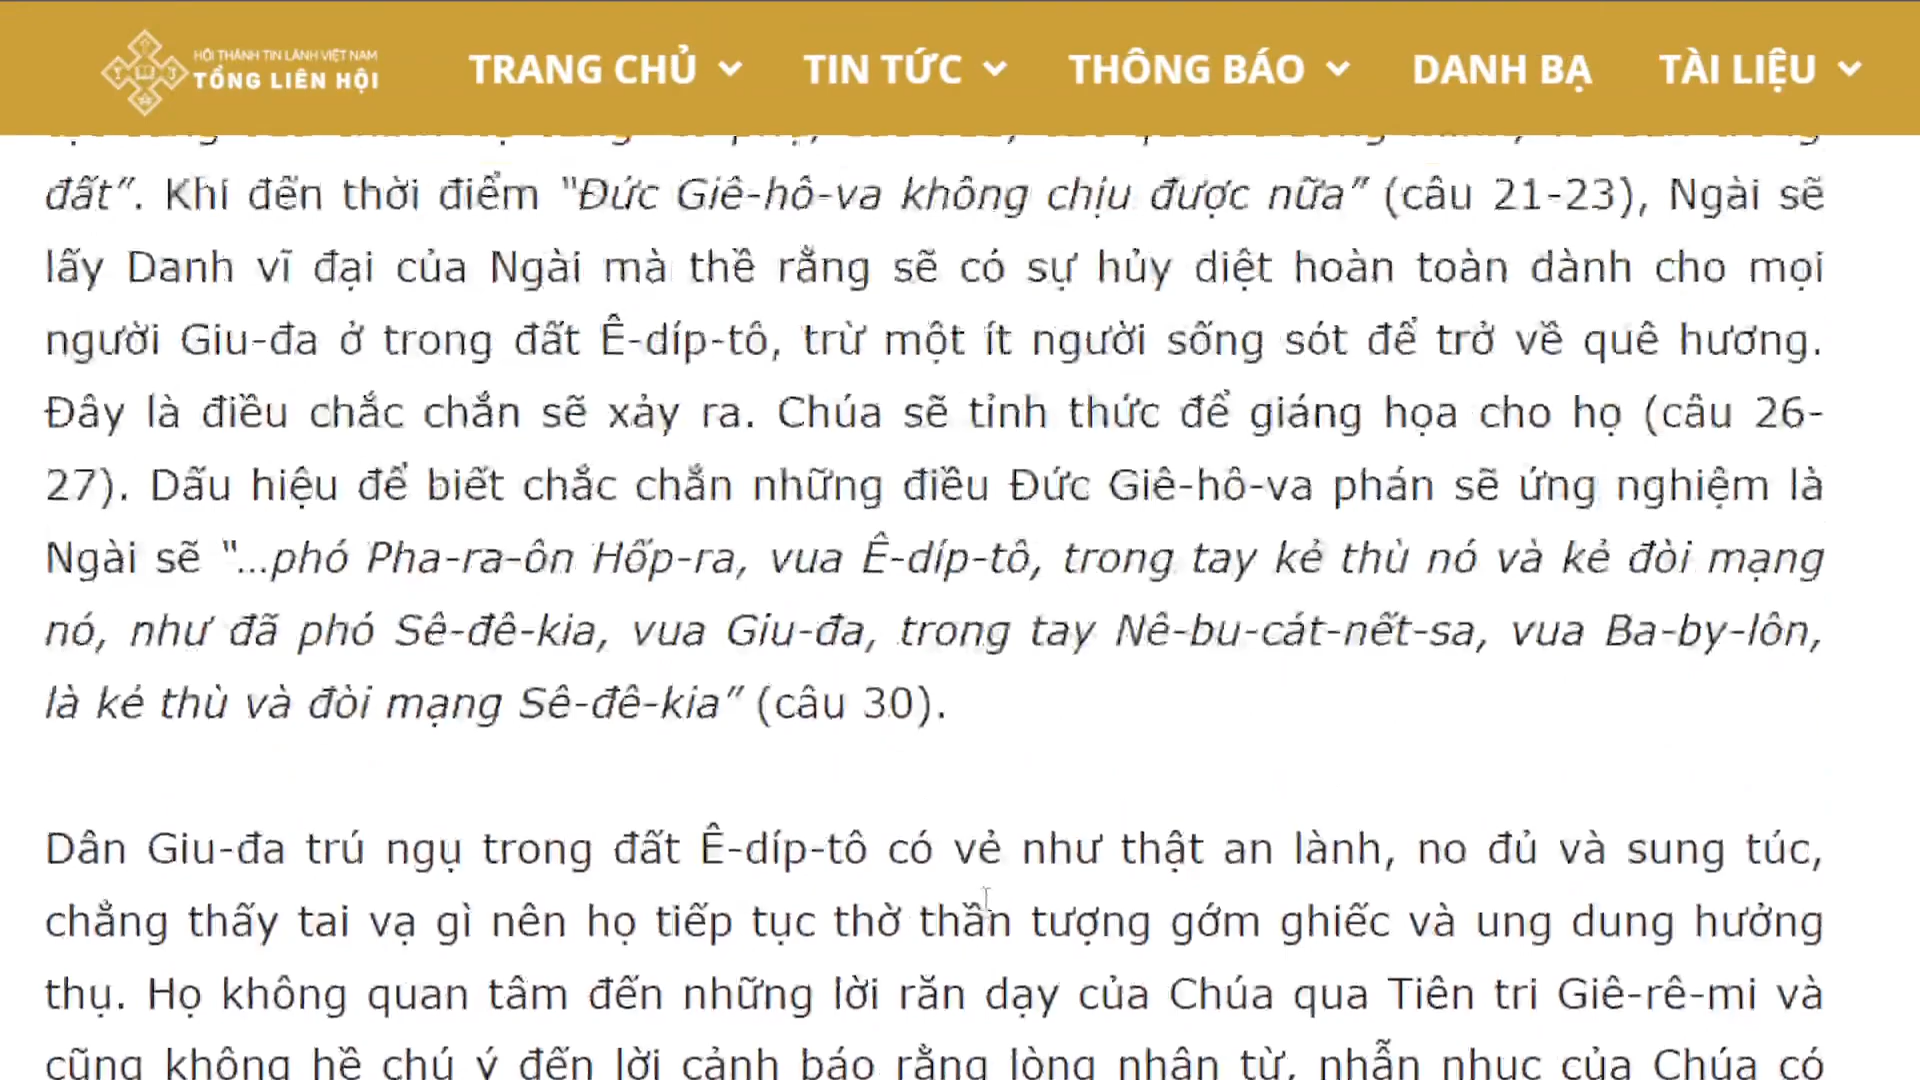 HỘI THÁNH TIN LÀNH VIỆT NAM
TỔNG LIÊN HỘI
TRANG CHỦ TIN TỨC THÔNG BÁO DANH BẠ TÀI LIỆU
đất”. Khi đến thời điểm “Đức Giê-hô-va không chịu được nữa” (câu 21-23), Ngài sẽ
lấy Danh vĩ đại của Ngài mà thề rằng sẽ có sự hủy diệt hoàn toàn dành cho mọi
người Giu-đa ở trong đất Ê-díp-tô, trừ một ít người sống sót để trở về quê hương.
Đây là điều chắc chắn sẽ xảy ra. Chúa sẽ tỉnh thức để giáng họa cho họ (câu 26-
27). Dấu hiệu để biết chắc chắn những điều Đức Giê-hô-va phán sẽ ứng nghiệm là
Ngài sẽ “…phó Pha-ra-ôn Hốp-ra, vua Ê-díp-tô, trong tay kẻ thù nó và kẻ đòi mạng
nó, như đã phó Sê-đê-kia, vua Giu-đa, trong tay Nê-bu-cát-nết-sa, vua Ba-by-lôn,
là kẻ thù và đòi mạng Sê-đê-kia” (câu 30).
Dân Giu-đa trú ngụ trong đất Ê-díp-tô có vẻ như thật an lành, no đủ và sung túc,
chẳng thấy tai vạ gì nên họ tiếp tục thờ thần tượng gớm ghiếc và ung dung hưởng
thụ. Họ không quan tâm đến những lời răn dạy của Chúa qua Tiên tri Giê-rê-mi và
cũng không hề chú ý đến lời cảnh báo rằng lòng nhân từ, nhẫn nhục của Chúa có